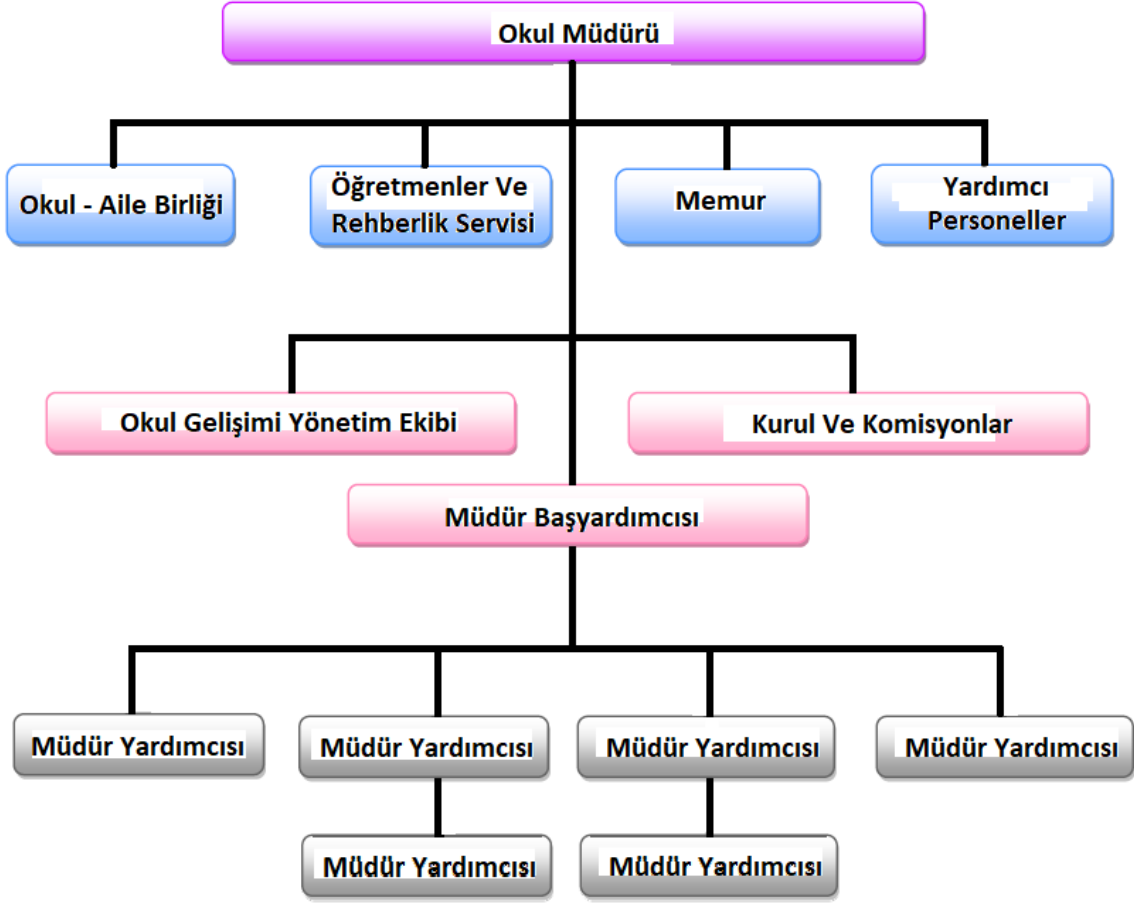 Okul Müdürü
Okul - Aile Birliği
Öğretmenler Ve
Rehberlik Servisi
Memur
Yardımcı
Personeller
Okul Gelişimi Yönetim Ekibi
Kurul Ve Komisyonlar
Müdür Başyardımcısı
Müdür Yardımcısı
Müdür Yardımcısı
Müdür Yardımcısı
Müdür Yardımcısı
Müdür Yardımcısı
Müdür Yardımcısı